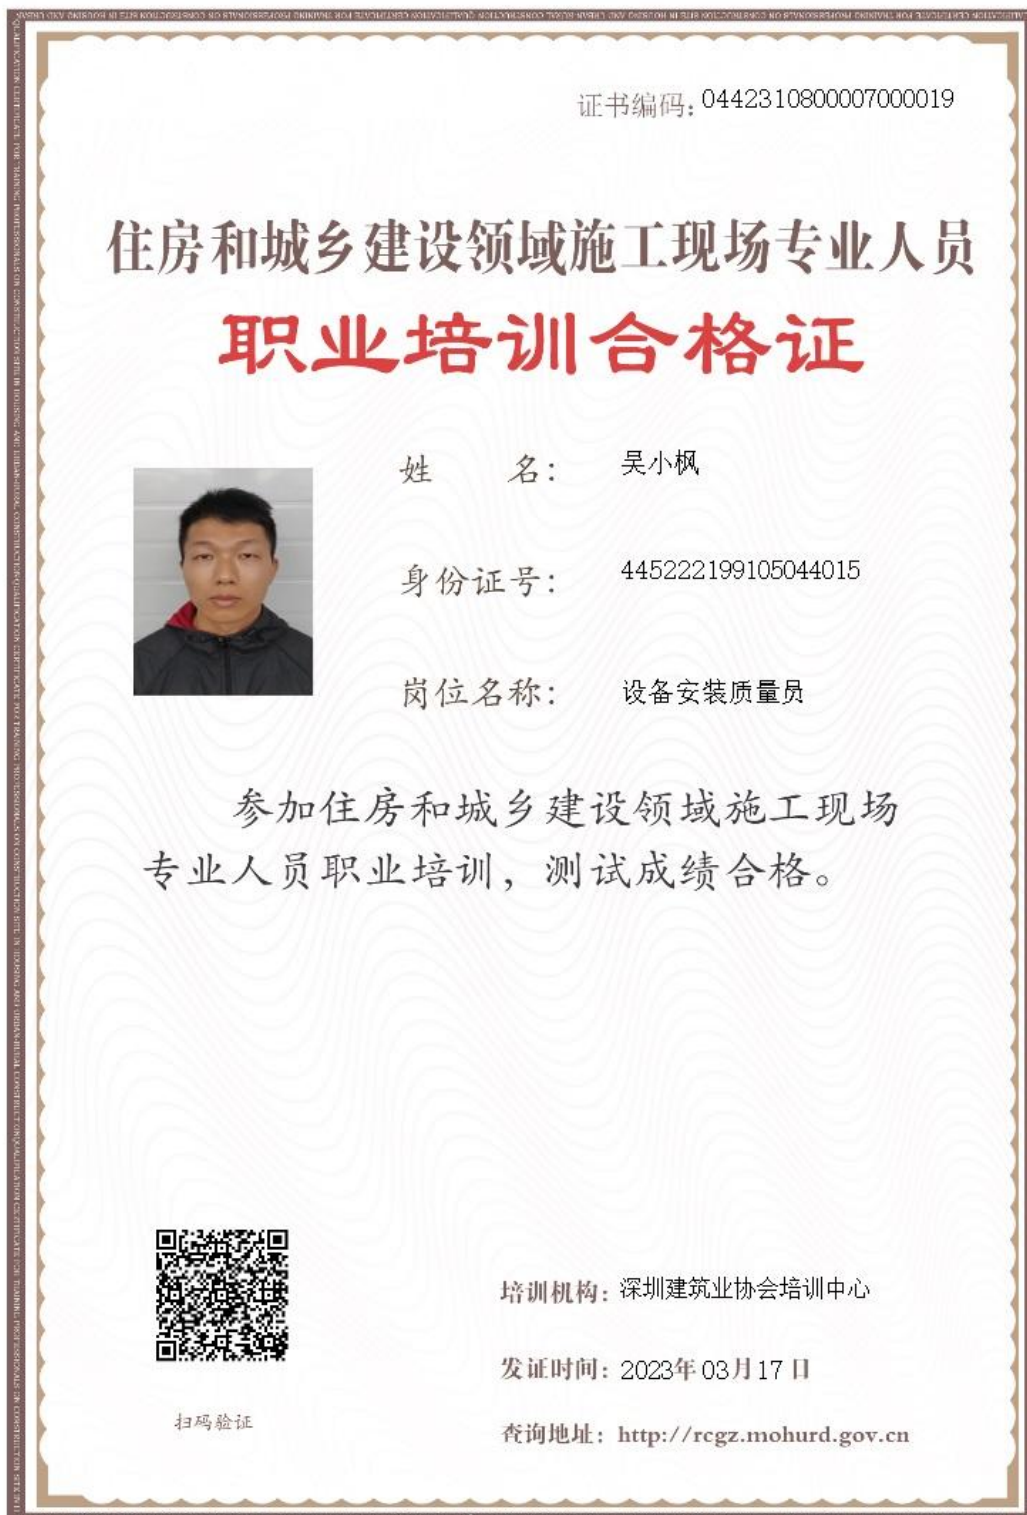 证书编码: 04423108000007000019
住房和城乡建设领域施工现场专业人员
职业培训合格证
姓 名: 吴小枫
身份证号: 445222199105044015
岗位名称: 设备安装质量员
参加住房和城乡建设领域施工现场
专业人员职业培训，测试成绩合格。
培训机构: 深圳建筑业协会培训中心
发证时间: 2023年03月17日
扫码验证
查询地址: http://rcgz.mohurd.gov.cn